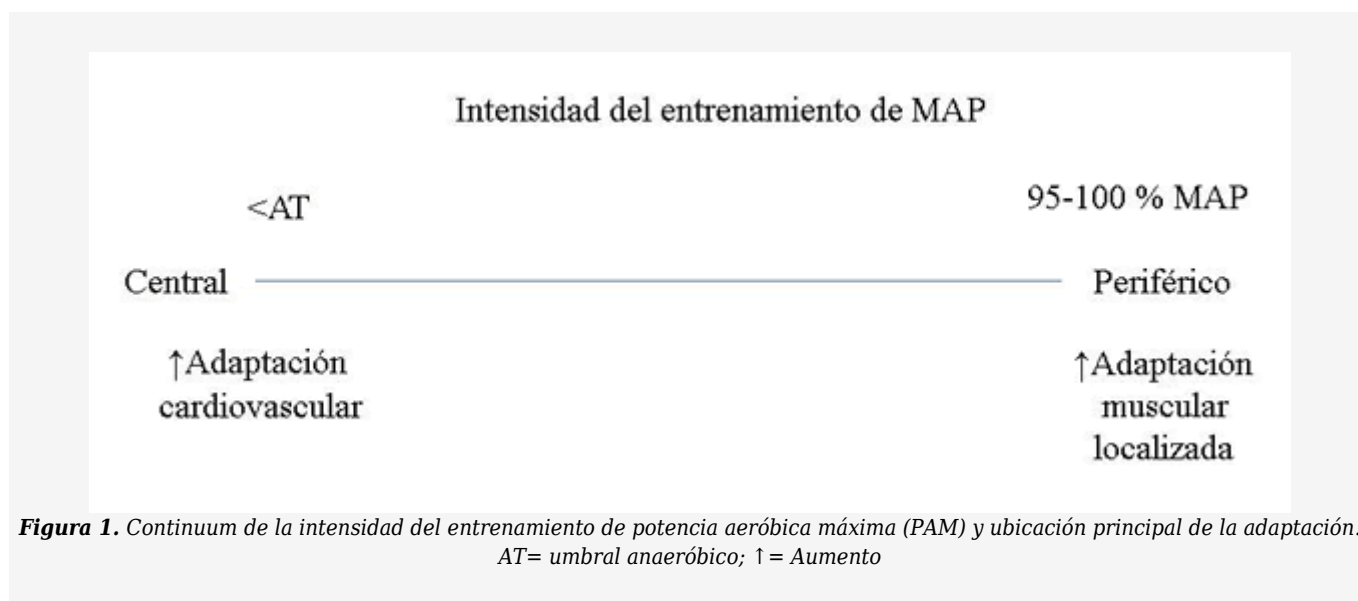 Intensidad del entrenamiento de MAP
<AT
95-100 % MAP
Central
Periférico
↑Adaptación
cardiovascular
↑Adaptación
muscular
localizada
Figura 1. Continuum de la intensidad del entrenamiento de potencia aeróbica máxima (PAM) y ubicación principal de la adaptación.
AT= umbral anaeróbico; ↑= Aumento